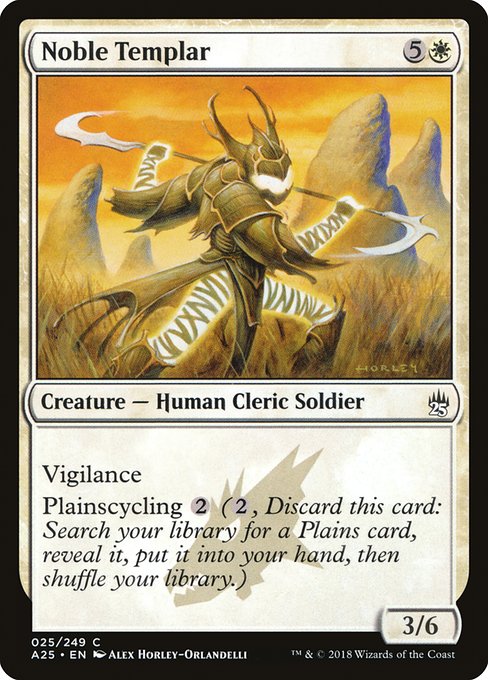 Noble Templar 5
HORLEY
Creature — Human Cleric Soldier
25
Vigilance
Plainscycling 2 (2, Discard this card:
Search your library for a Plains card,
reveal it, put it into your hand, then
shuffle your library.)
3/6
025/249 C
A25 • EN Alex Horley-Orlandelli ™ & © 2018 Wizards of the Coast